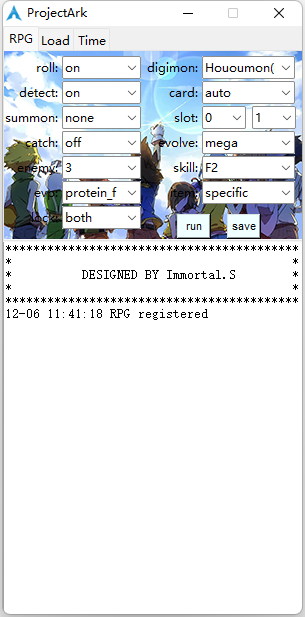 ProjectArk
RPG Load Time
roll: on digimon: Hououmon(
detect: on card: auto
summon: none slot: 0 1
catch: off evolve: mega
enemy: 3 skill: F2
evo: protein_f item: specific
lock: both run save
******************************************
* *
* DESIGNED BY Immortal.S *
* *
******************************************
12-06 11:41:18 RPG registered